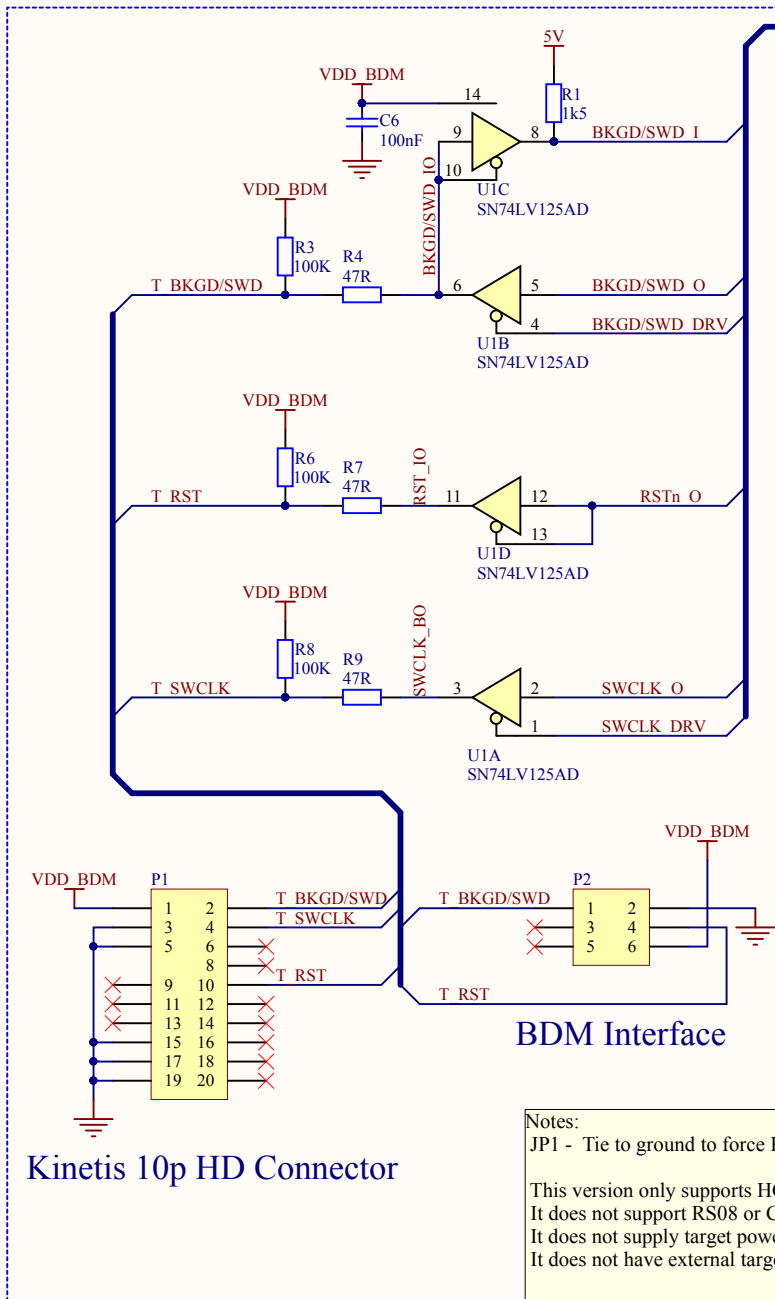 5V
VDD_BDM
14
R1
1k5
C6
100nF
9
8
BKGD/SWD_I
10
U1C
SN74LV125AD
BKGD/SWD_IO
VDD_BDM
R3
100K
R4
47R
T_BKGD/SWD
6
5
BKGD/SWD_O
4
BKGD/SWD_DRV
U1B
SN74LV125AD
VDD_BDM
R6
100K
R7
47R
RST_IO
T_RST
11
12
RSTn_O
13
U1D
SN74LV125AD
VDD_BDM
R8
100K
R9
47R
SWCLK_BO
T_SWCLK
3
2
SWCLK_O
1
SWCLK_DRV
U1A
SN74LV125AD
VDD_BDM
VDD_BDM
P1
1 2
3 4
5 6
8
9 10
11 12
13 14
15 16
17 18
19 20
T_BKGD/SWD
T_SWCLK
T_RST
P2
T_BKGD/SWD
1 2
3 4
5 6
T_RST
BDM Interface
Kinetis 10p HD Connector
Notes:
JP1 - Tie to ground to force
This version only supports
It does not support RS08 or
It does not supply target
It does not have external